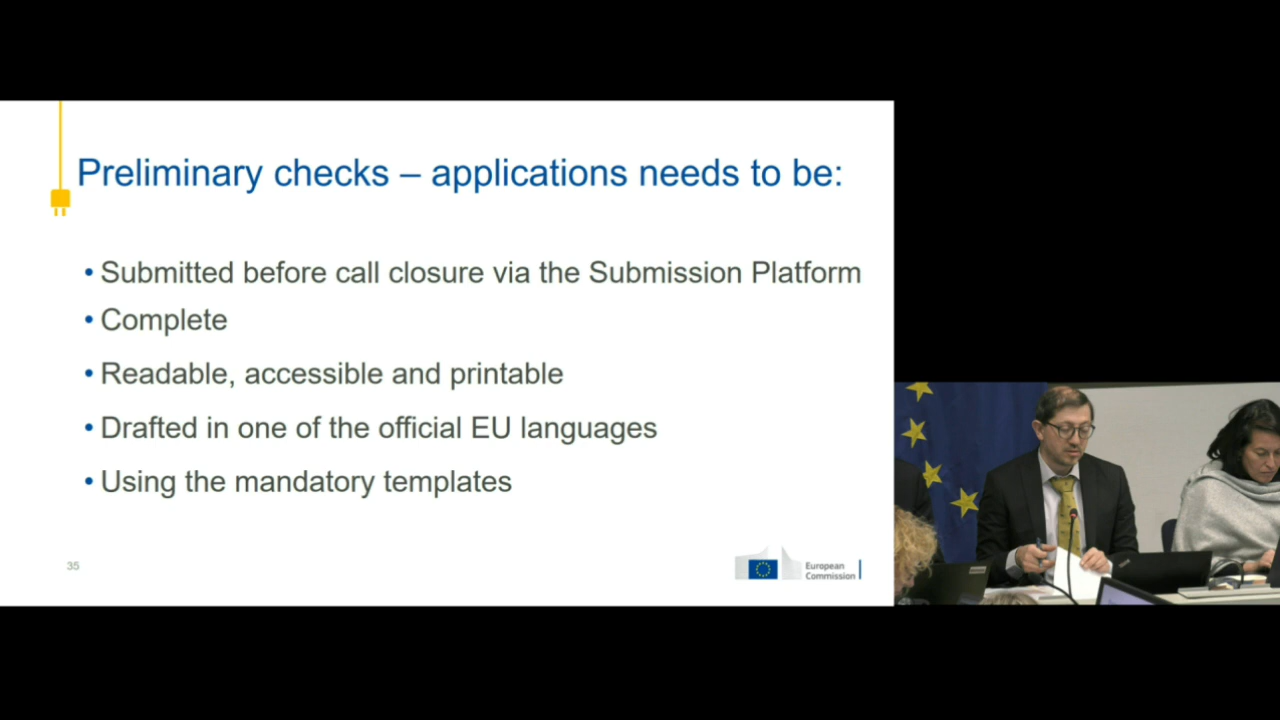 Preliminary checks – applications needs to be:
• Submitted before call closure via the Submission Platform
• Complete
• Readable, accessible and printable
• Drafted in one of the official EU languages
• Using the mandatory templates
35
European
Commission